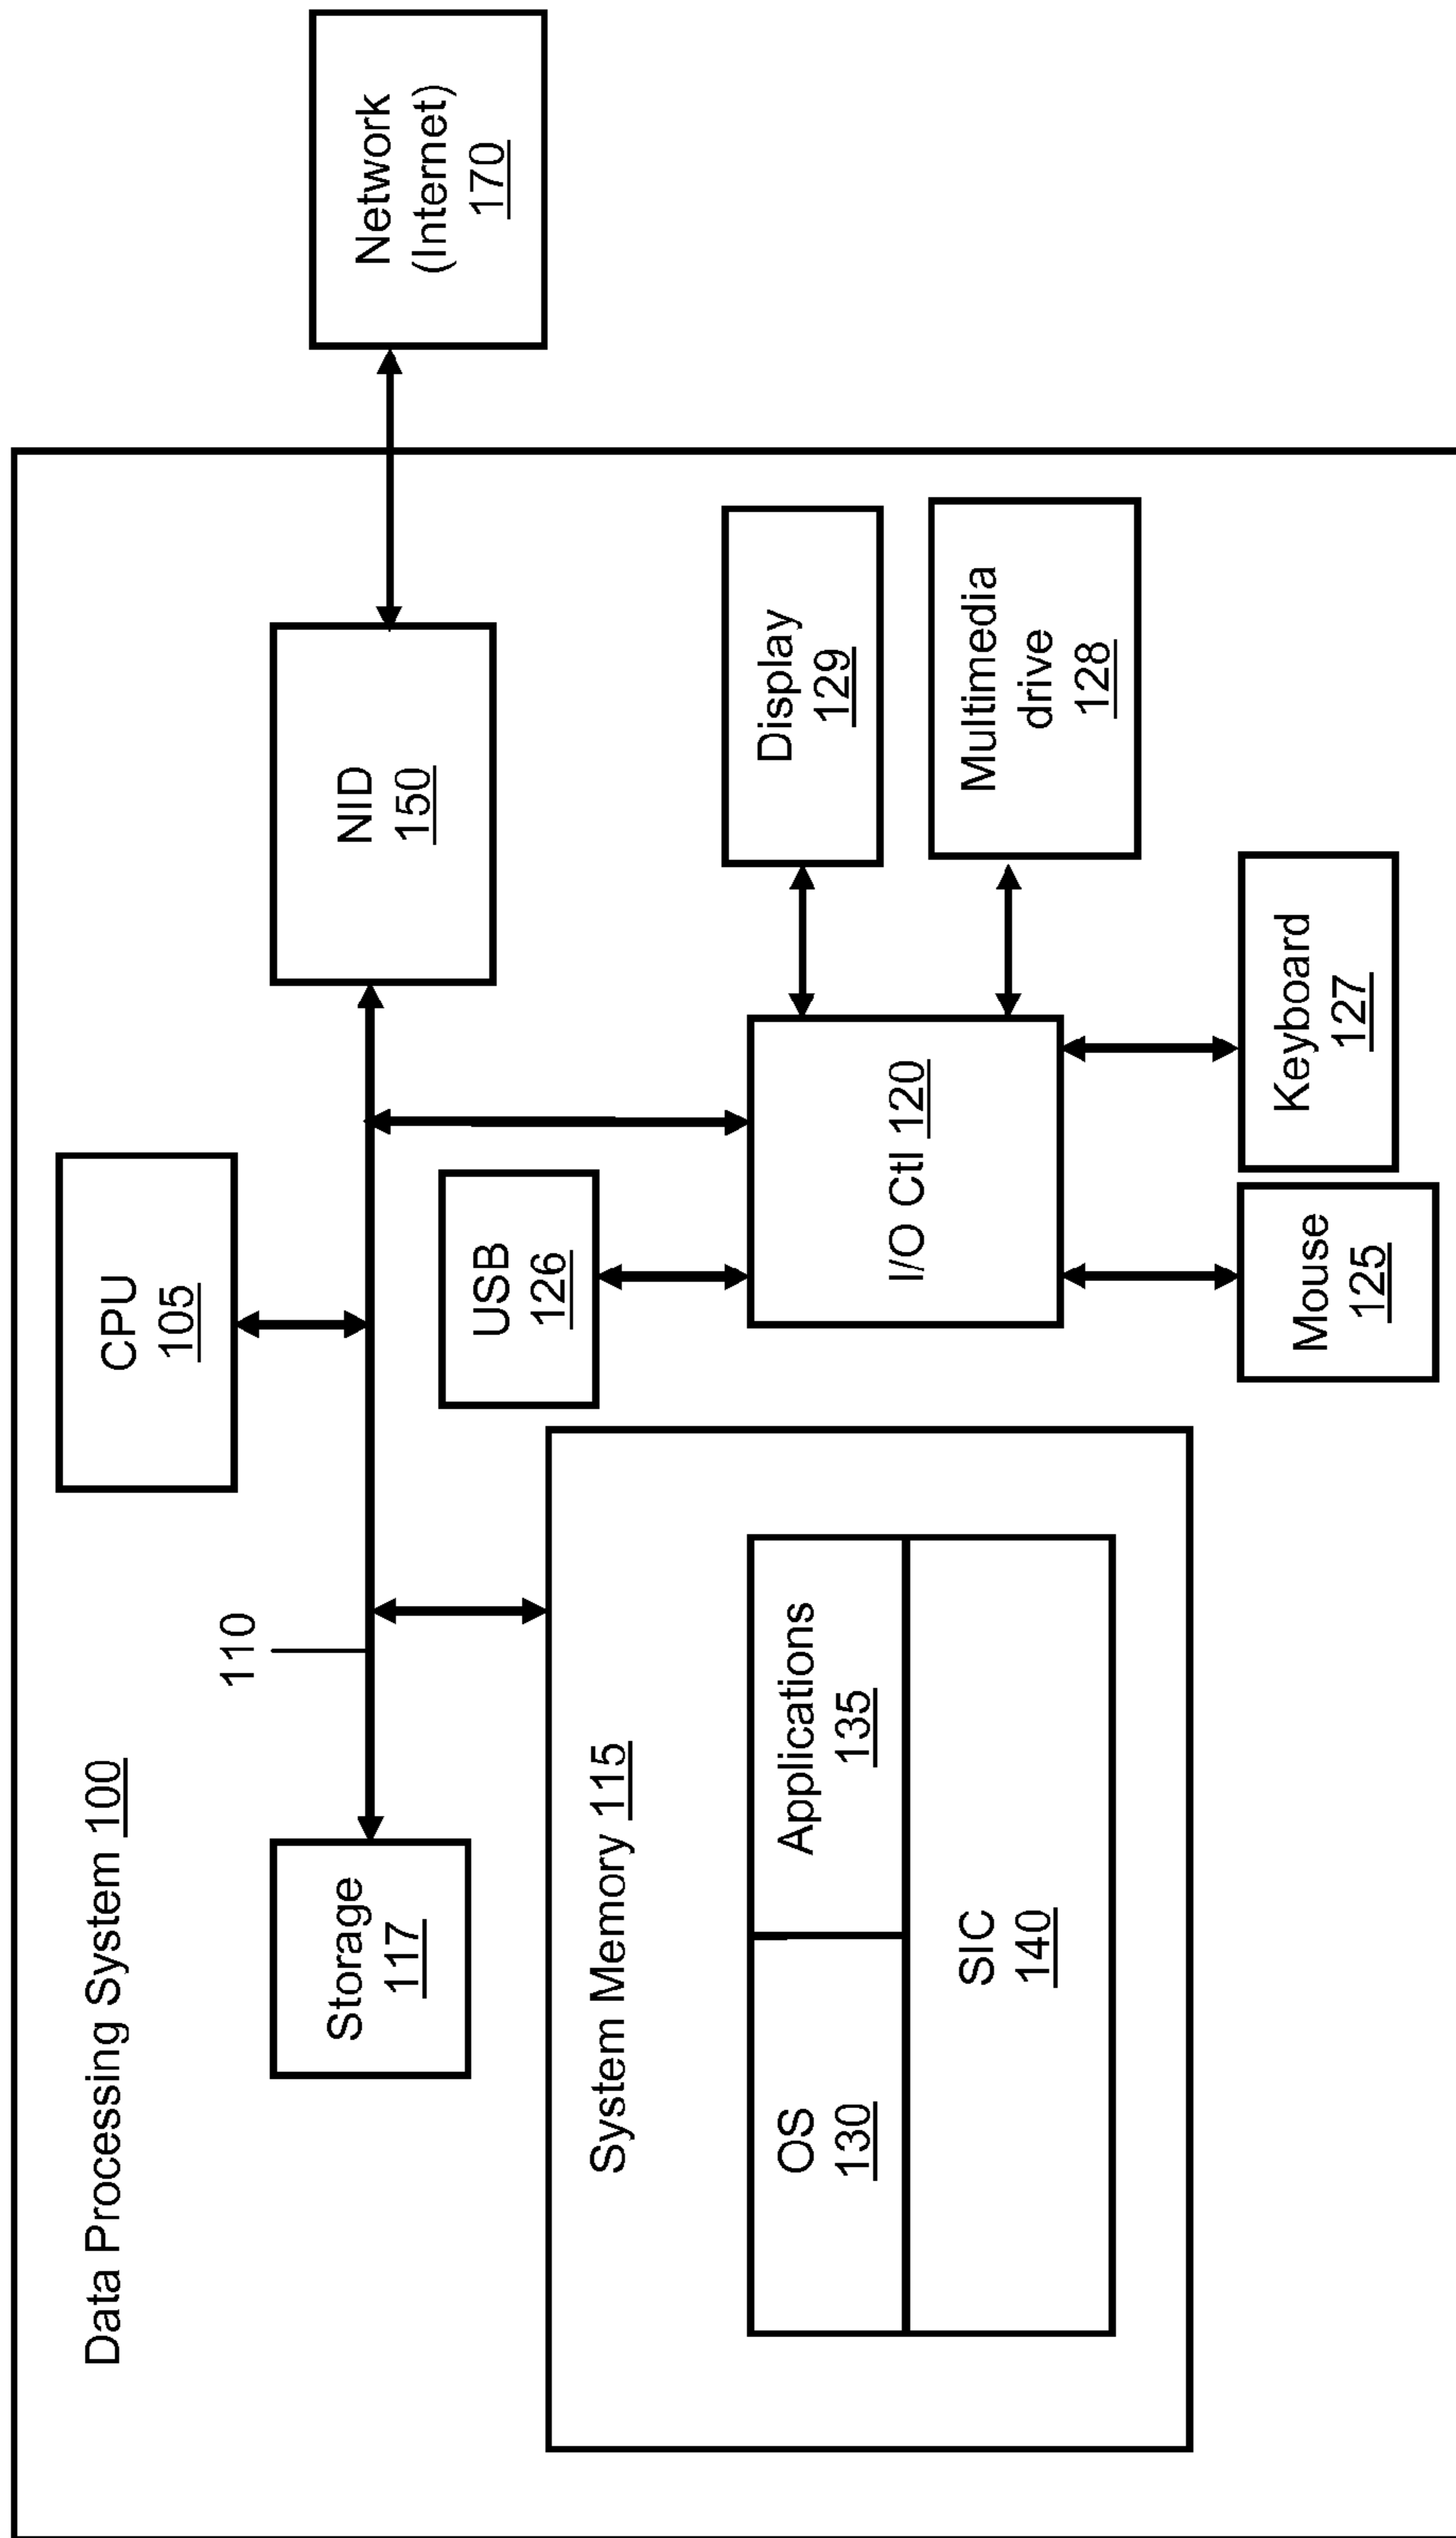 Data Processing System 100
CPU
105
110
Storage
117
NID
150
Network
(Internet)
170
System Memory 115
OS
130
Applications
135
SIC
140
USB
126
I/O Ctl 120
Display
129
Multimedia
drive
128
Mouse
125
Keyboard
127